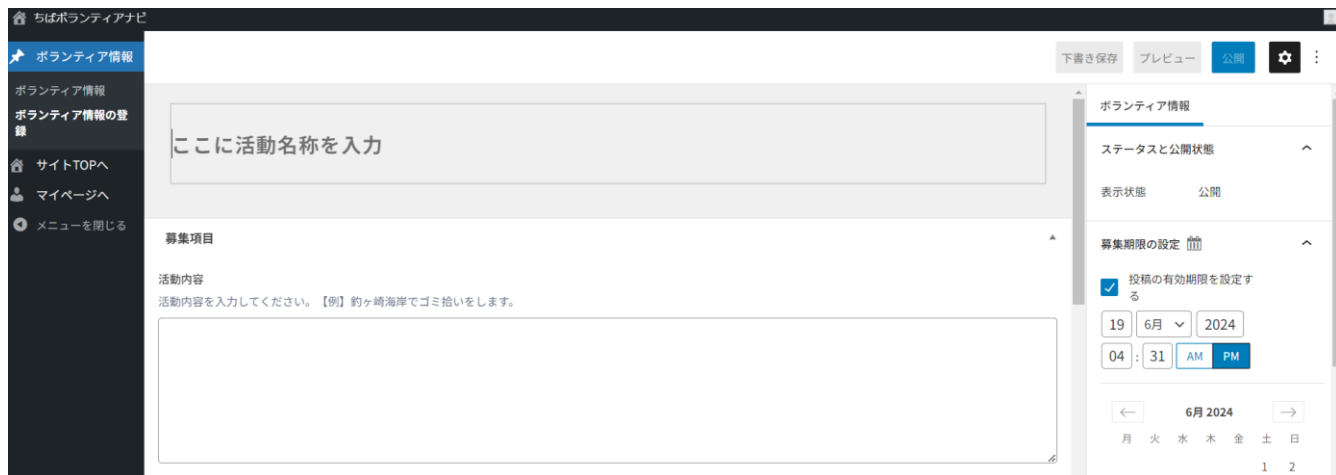 ちばボランティアナビ
ボランティア情報
ボランティア情報
ボランティア情報の登
録
サイトTOPへ
マイページへ
メニューを閉じる
下書き保存 プレビュー 公開
ここに活動名称を入力
募集項目
活動内容
活動内容を入力してください。【例】釣ヶ崎海岸でゴミ拾いをします。
ボランティア情報
ステータスと公開状態
表示状態 公開
募集期限の設定
投稿の有効期限を設定す
る
19 6月 2024
04 : 31 AM PM
← 6月 2024 →
月 火 水 木 金 土 日
1 2